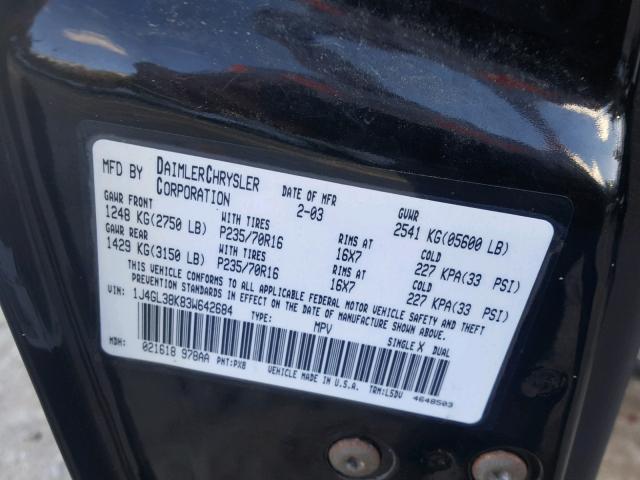 MFD BY DAIMLERCHRYSLER CORPORATION DATE OF MFR 2-03 GVWR 2541 KG(05600 LB)
GAWR FRONT WITH TIRES RIMS AT COLD
1248 KG(2750 LB) P235/70R16 16X7 227 KPA(33 PSI)
GAWR REAR WITH TIRES RIMS AT COLD
1429 KG(3150 LB) P235/70R16 16X7 227 KPA(33 PSI)
THIS VEHICLE CONFORMS TO ALL APPLICABLE FEDERAL MOTOR VEHICLE SAFETY AND THEFT
PREVENTION STANDARDS IN EFFECT ON THE DATE OF MANUFACTURE SHOWN ABOVE.
VIN: 1J4GL38K83W642684 TYPE: MPV SINGLE X DUAL
MDH: 021618 978AA PNT:PX8 VEHICLE MADE IN U.S.A. TRM:L5DV 4648503